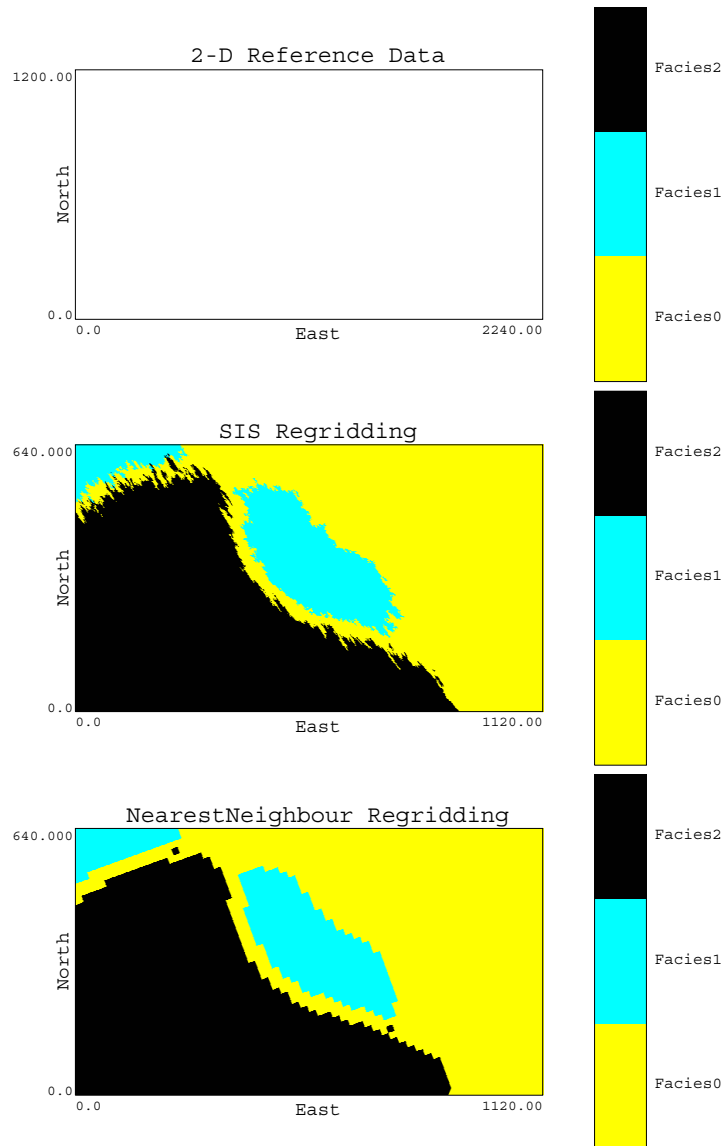 2-D Reference Data
1200.00
North
0.0
0.0
East
2240.00
Facies2
Facies1
Facies0
SIS Regridding
640.000
North
0.0
0.0
East
1120.00
Facies2
Facies1
Facies0
NearestNeighbour Regridding
640.000
North
0.0
0.0
East
1120.00
Facies2
Facies1
Facies0